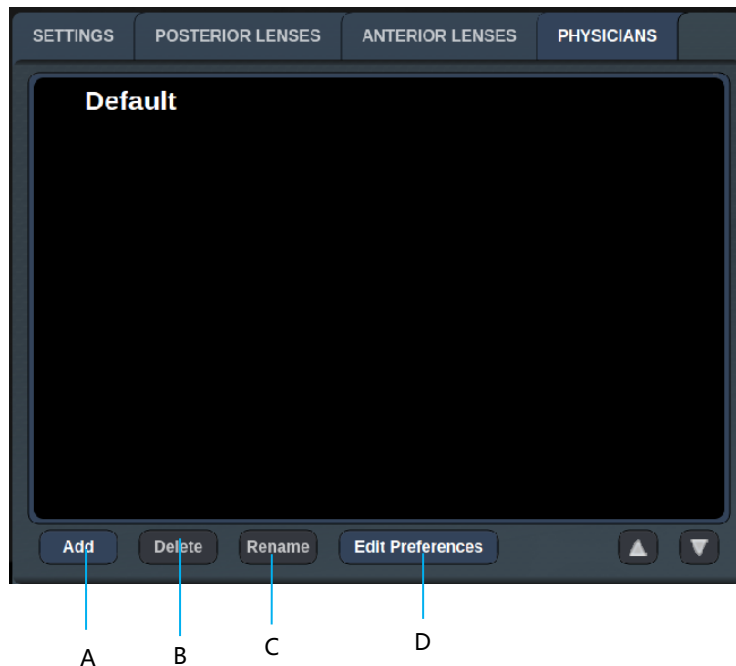 SETTINGS POSTERIOR LENSES ANTERIOR LENSES PHYSICIANS
Default
Add Delete Rename Edit Preferences
A B C D